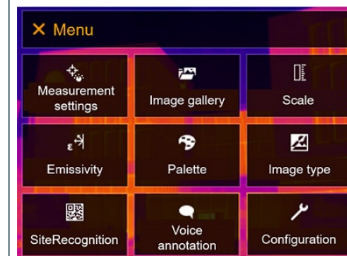 Menu
Measurement
settings
Image gallery
Scale
Emissivity
Palette
Image type
SiteRecognition
Voice
annotation
Configuration